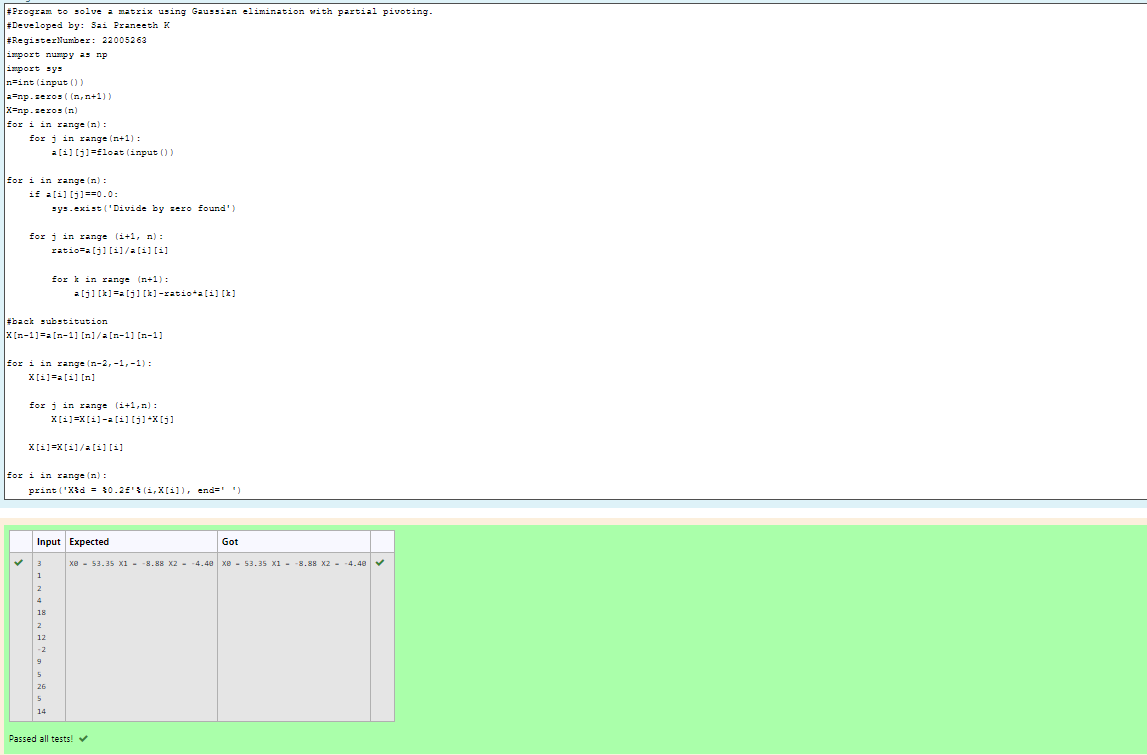 #Program to solve a matrix using Gaussian elimination with partial pivoting.
#Developed by: Sai Praneeth K
#RegisterNumber: 22005263
import numpy as np
import sys
n=int(input())
a=np.zeros((n,n+1))
X=np.zeros(n)
for i in range(n):
    for j in range(n+1):
        a[i][j]=float(input())
for i in range(n):
    if a[i][j]==0.0:
        sys.exist('Divide by zero found')
    for j in range (i+1, n):
        ratio=a[j][i]/a[i][i]
        for k in range (n+1):
            a[j][k]=a[j][k]-ratio*a[i][k]
#back substitution
X[n-1]=a[n-1][n]/a[n-1][n-1]
for i in range(n-2,-1,-1):
    X[i]=a[i][n]
    for j in range (i+1,n):
        X[i]=X[i]-a[i][j]*X[j]
    X[i]=X[i]/a[i][i]
for i in range(n):
    print('X%d = %0.2f'%(i,X[i]), end=' ')
Input Expected Got
3 X0 = 53.35 X1 = -8.88 X2 = -4.40 X0 = 53.35 X1 = -8.88 X2 = -4.40
1
2
4
18
2
12
-2
9
5
26
5
14
Passed all tests!